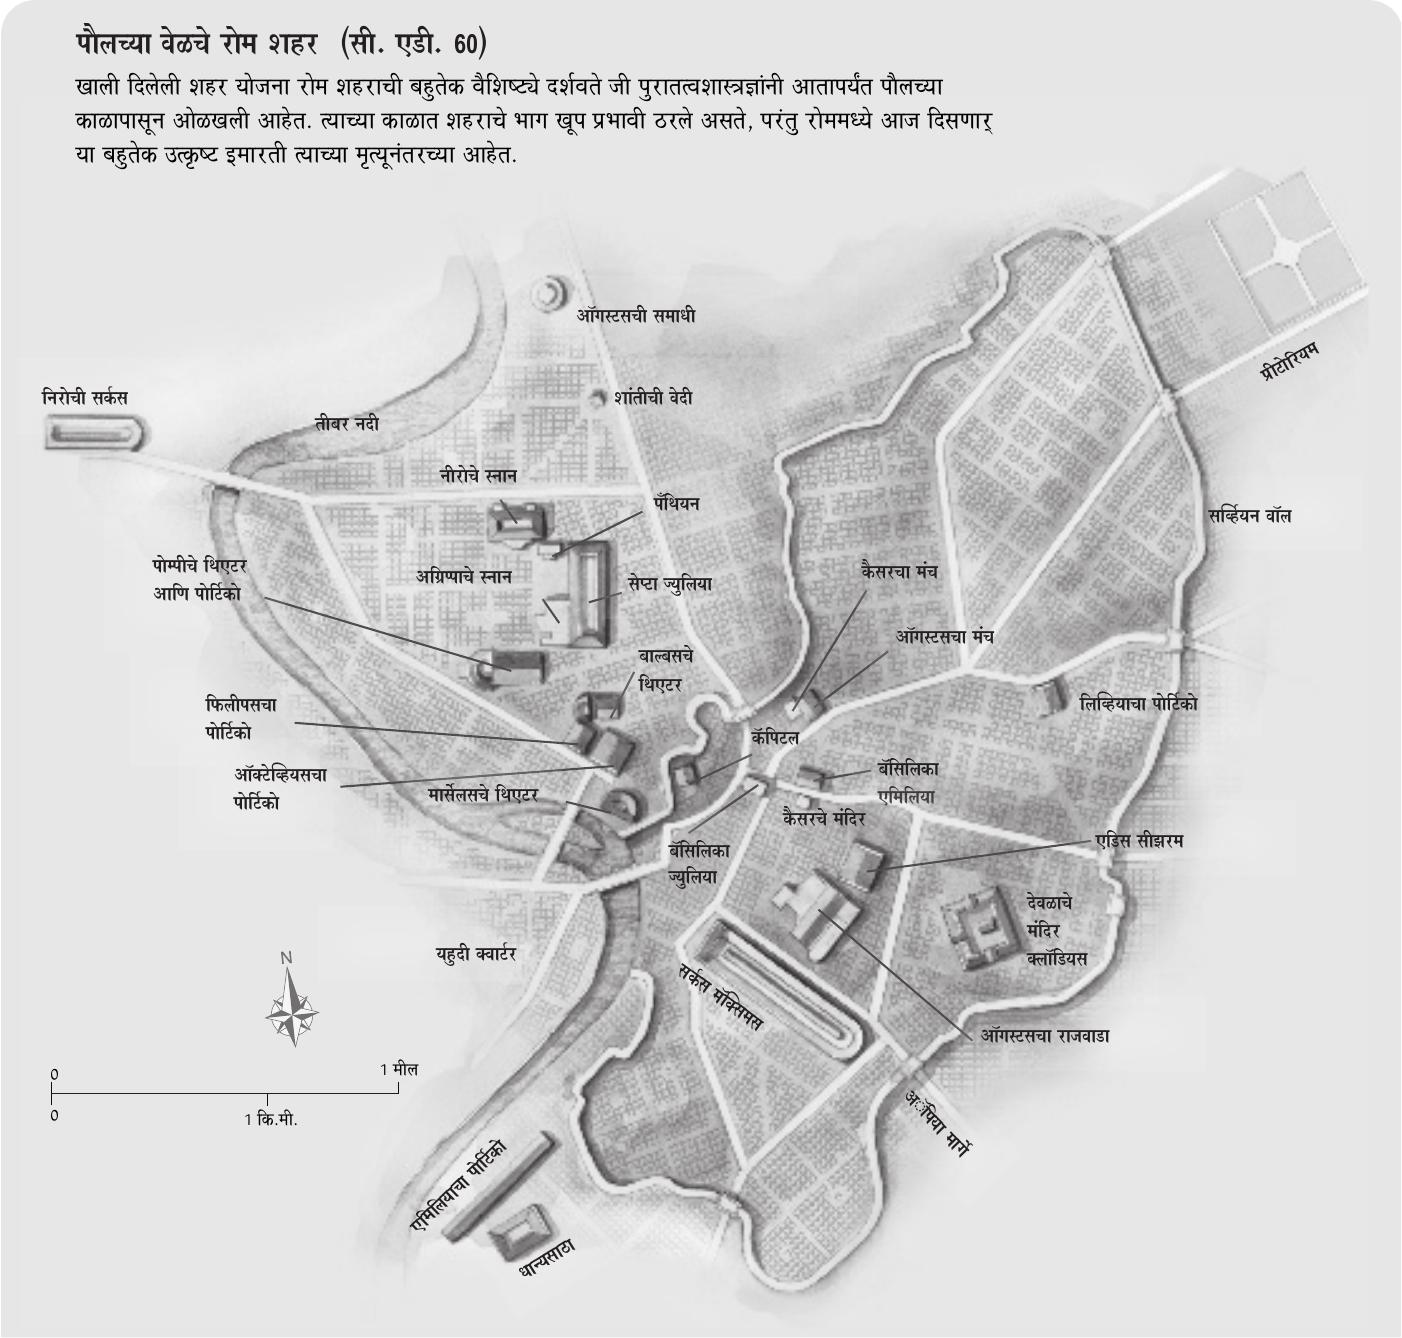 पौलच्या वेळचे रोम शहर (सी. एडी. 60)
खाली दिलेली शहर योजना रोम शहराची बहुतेक वैशिष्ट्ये दर्शवते जी पुरातत्वशास्त्रज्ञांनी आतापर्यंत पौलच्या
काळापासून ओळखली आहेत. त्याच्या काळात शहराचे भाग खूप प्रभावी ठरले असते, परंतु रोममध्ये आज दिसणार्
या बहुतेक उत्कृष्ट इमारती त्याच्या मृत्यूनंतरच्या आहेत.
ऑगस्टसची समाधी
प्रीटोरियम
निरोची सर्कस
शांतीची वेदी
तीबर नदी
नीरोचे स्नान
पँथियन
सर्व्हियन वॉल
पोम्पीचे थिएटर
आणि पोर्टिको
अग्रिप्पाचे स्नान
सेप्टा ज्युलिया
कैसरचा मंच
ऑगस्टसचा मंच
बाल्बसचे
थिएटर
लिव्हियाचा पोर्टिको
फिलीपसचा
पोर्टिको
कॅपिटल
ऑक्टेव्हियसचा
पोर्टिको
मार्सेलसचे थिएटर
बॅसिलिका
एमिलिया
कैसरचे मंदिर
एडिस सीझरम
बॅसिलिका
ज्युलिया
देवळाचे
मंदिर
क्लॉडियस
यहुदी क्वार्टर
N
सर्कस मॅक्सिमस
ऑगस्टसचा राजवाडा
0
1 मील
0
1 कि.मी.
अॅपिया मार्गे
एमिलियाचा पोर्टिको
धान्यसाठा